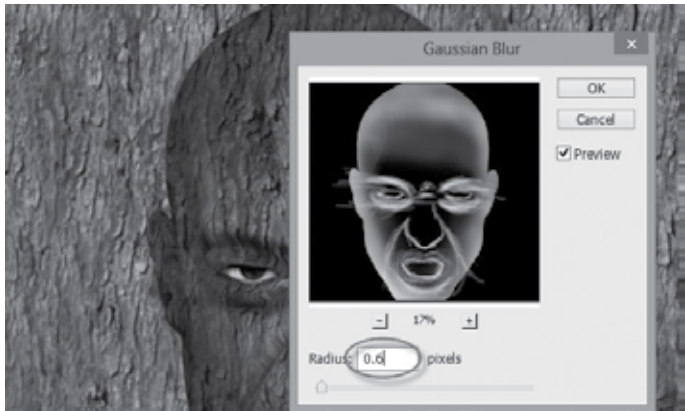 Gaussian Blur
x
OK
Cancel
Preview
- 17% +
Radius: 0.6 pixels